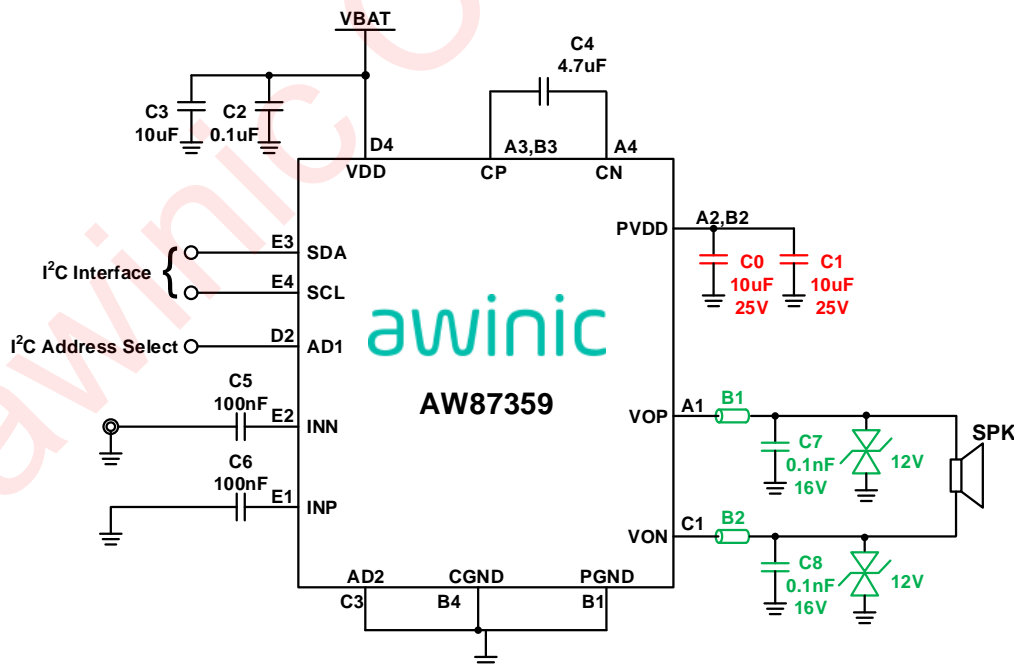 VBAT
C4
4.7uF
C3
10uF
C2
0.1uF
D4
A3,B3
A4
VDD
CP
CN
A2,B2
PVDD
C0
10uF
25V
C1
10uF
25V
I²C Interface {
E3
SDA
E4
SCL
I²C Address Select
D2
AD1
awinic
AW87359
C5
100nF
E2
INN
C6
100nF
E1
INP
VOP
A1
B1
C7
0.1nF
16V
12V
SPK
VON
C1
B2
C8
0.1nF
16V
12V
AD2
CGND
PGND
C3
B4
B1
awinic